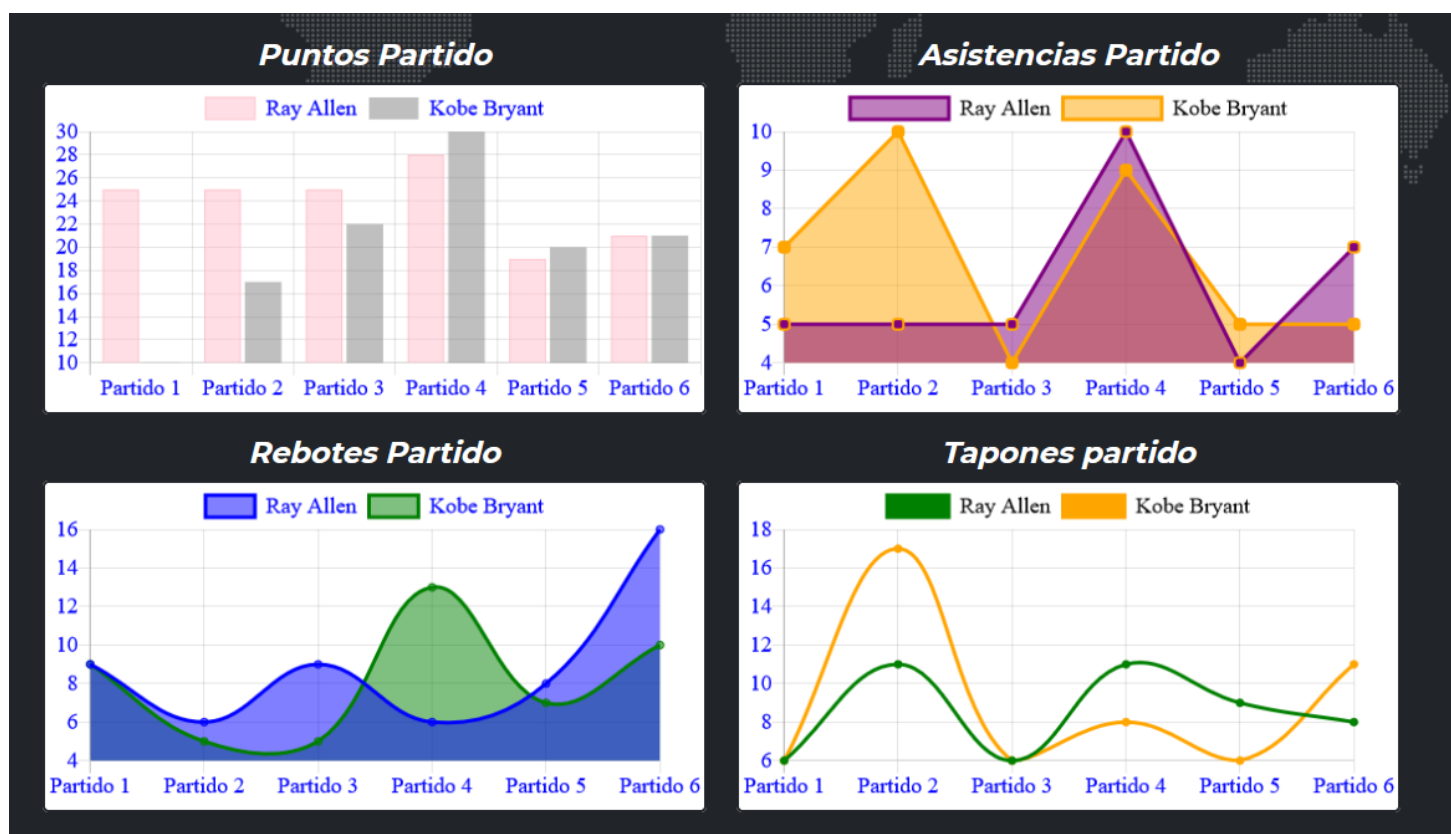 Puntos Partido
Ray Allen Kobe Bryant
30
28
26
24
22
20
18
16
14
12
10
Partido 1 Partido 2 Partido 3 Partido 4 Partido 5 Partido 6
Asistencias Partido
Ray Allen Kobe Bryant
10
9
8
7
6
5
4
Partido 1 Partido 2 Partido 3 Partido 4 Partido 5 Partido 6
Rebotes Partido
Ray Allen Kobe Bryant
16
14
12
10
8
6
4
Partido 1 Partido 2 Partido 3 Partido 4 Partido 5 Partido 6
Tapones partido
Ray Allen Kobe Bryant
18
16
14
12
10
8
6
Partido 1 Partido 2 Partido 3 Partido 4 Partido 5 Partido 6